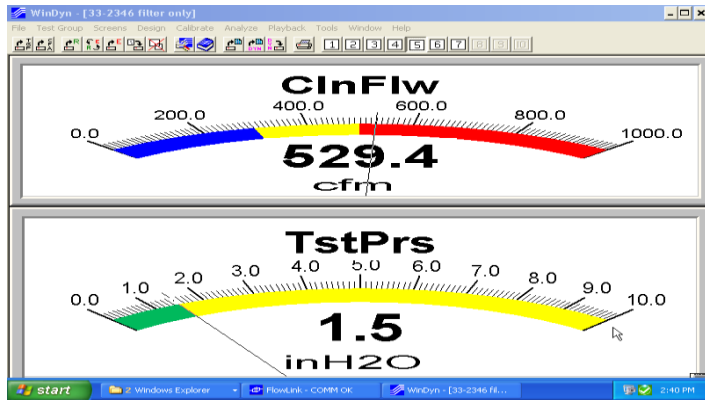 WinDyn - [33-2346 filter only]
File Test Group Screens Design Calibrate Analyze Playback Tools Window Help
1 2 3 4 5 6 7 8 9 10
ClnFlw
0.0 200.0 400.0 600.0 800.0 1000.0
529.4
cfm
TstPrs
0.0 1.0 2.0 3.0 4.0 5.0 6.0 7.0 8.0 9.0 10.0
1.5
inH2O
start 2 Windows Explorer FlowLink - COMM OK WinDyn - [33-2346 fil... 2:40 PM